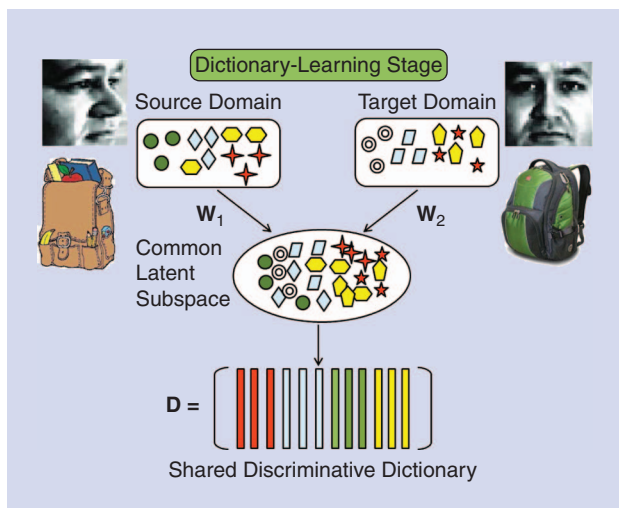 Dictionary-Learning Stage
Source Domain
Target Domain
W1
W2
Common
Latent
Subspace
D =
Shared Discriminative Dictionary